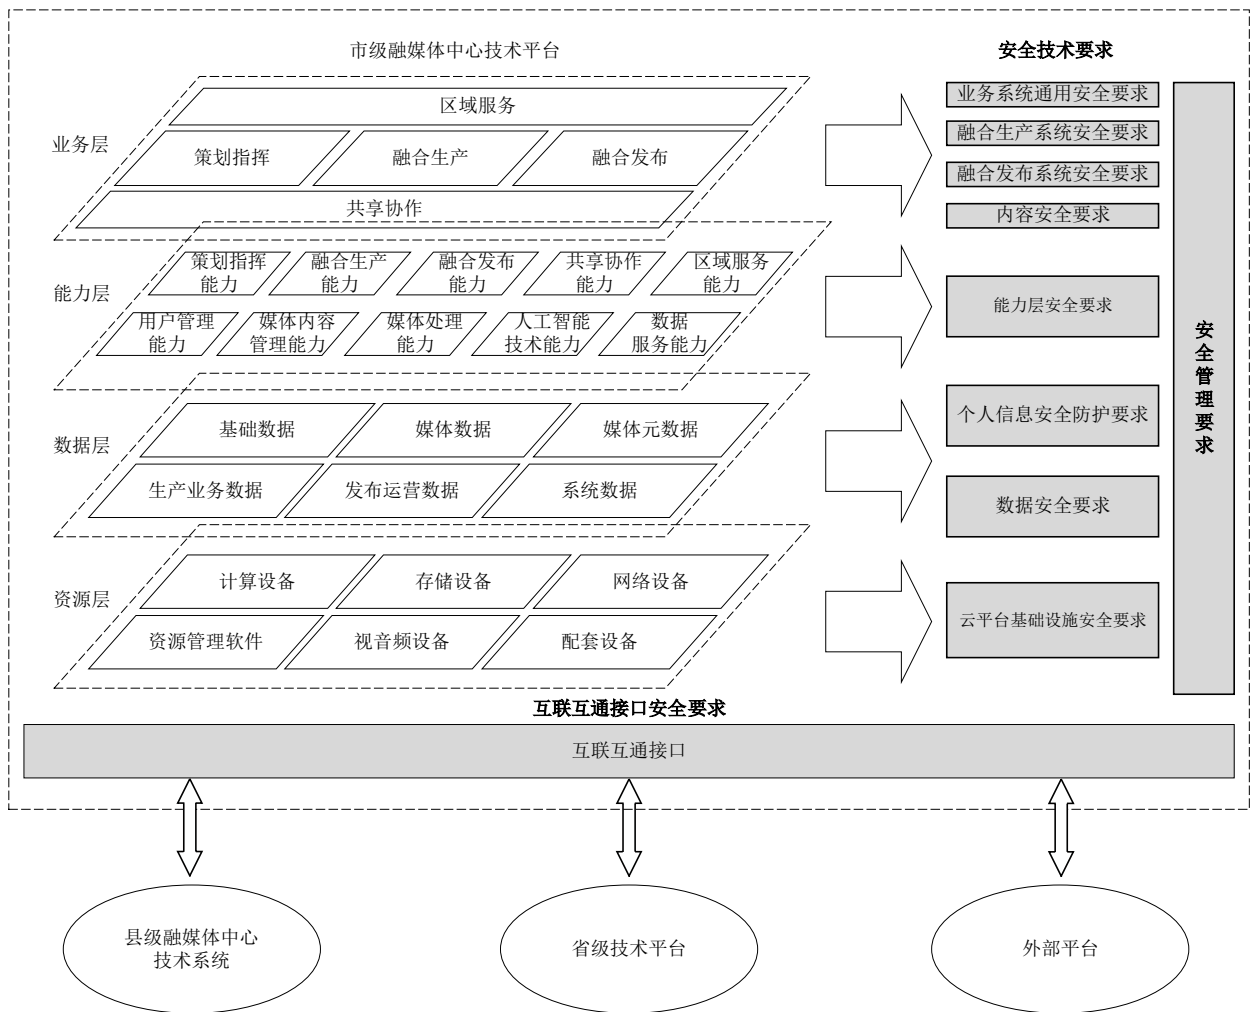 市级融媒体中心技术平台
安全技术要求
业务层
区域服务
策划指挥
融合生产
融合发布
共享协作
业务系统通用安全要求
融合生产系统安全要求
融合发布系统安全要求
内容安全要求
能力层
策划指挥
能力
融合生产
能力
融合发布
能力
共享协作
能力
区域服务
能力
用户管理
能力
媒体内容
管理能力
媒体处理
能力
人工智能
技术能力
数据
服务能力
能力层安全要求
数据层
基础数据
媒体数据
媒体元数据
生产业务数据
发布运营数据
系统数据
个人信息安全防护要求
数据安全要求
资源层
计算设备
存储设备
网络设备
资源管理软件
视音频设备
配套设备
云平台基础设施安全要求
安全管理要求
互联互通接口安全要求
互联互通接口
县级融媒体中心
技术系统
省级技术平台
外部平台